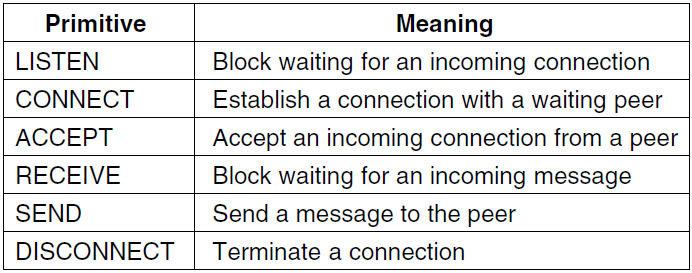 Primitive Meaning
LISTEN Block waiting for an incoming connection
CONNECT Establish a connection with a waiting peer
ACCEPT Accept an incoming connection from a peer
RECEIVE Block waiting for an incoming message
SEND Send a message to the peer
DISCONNECT Terminate a connection